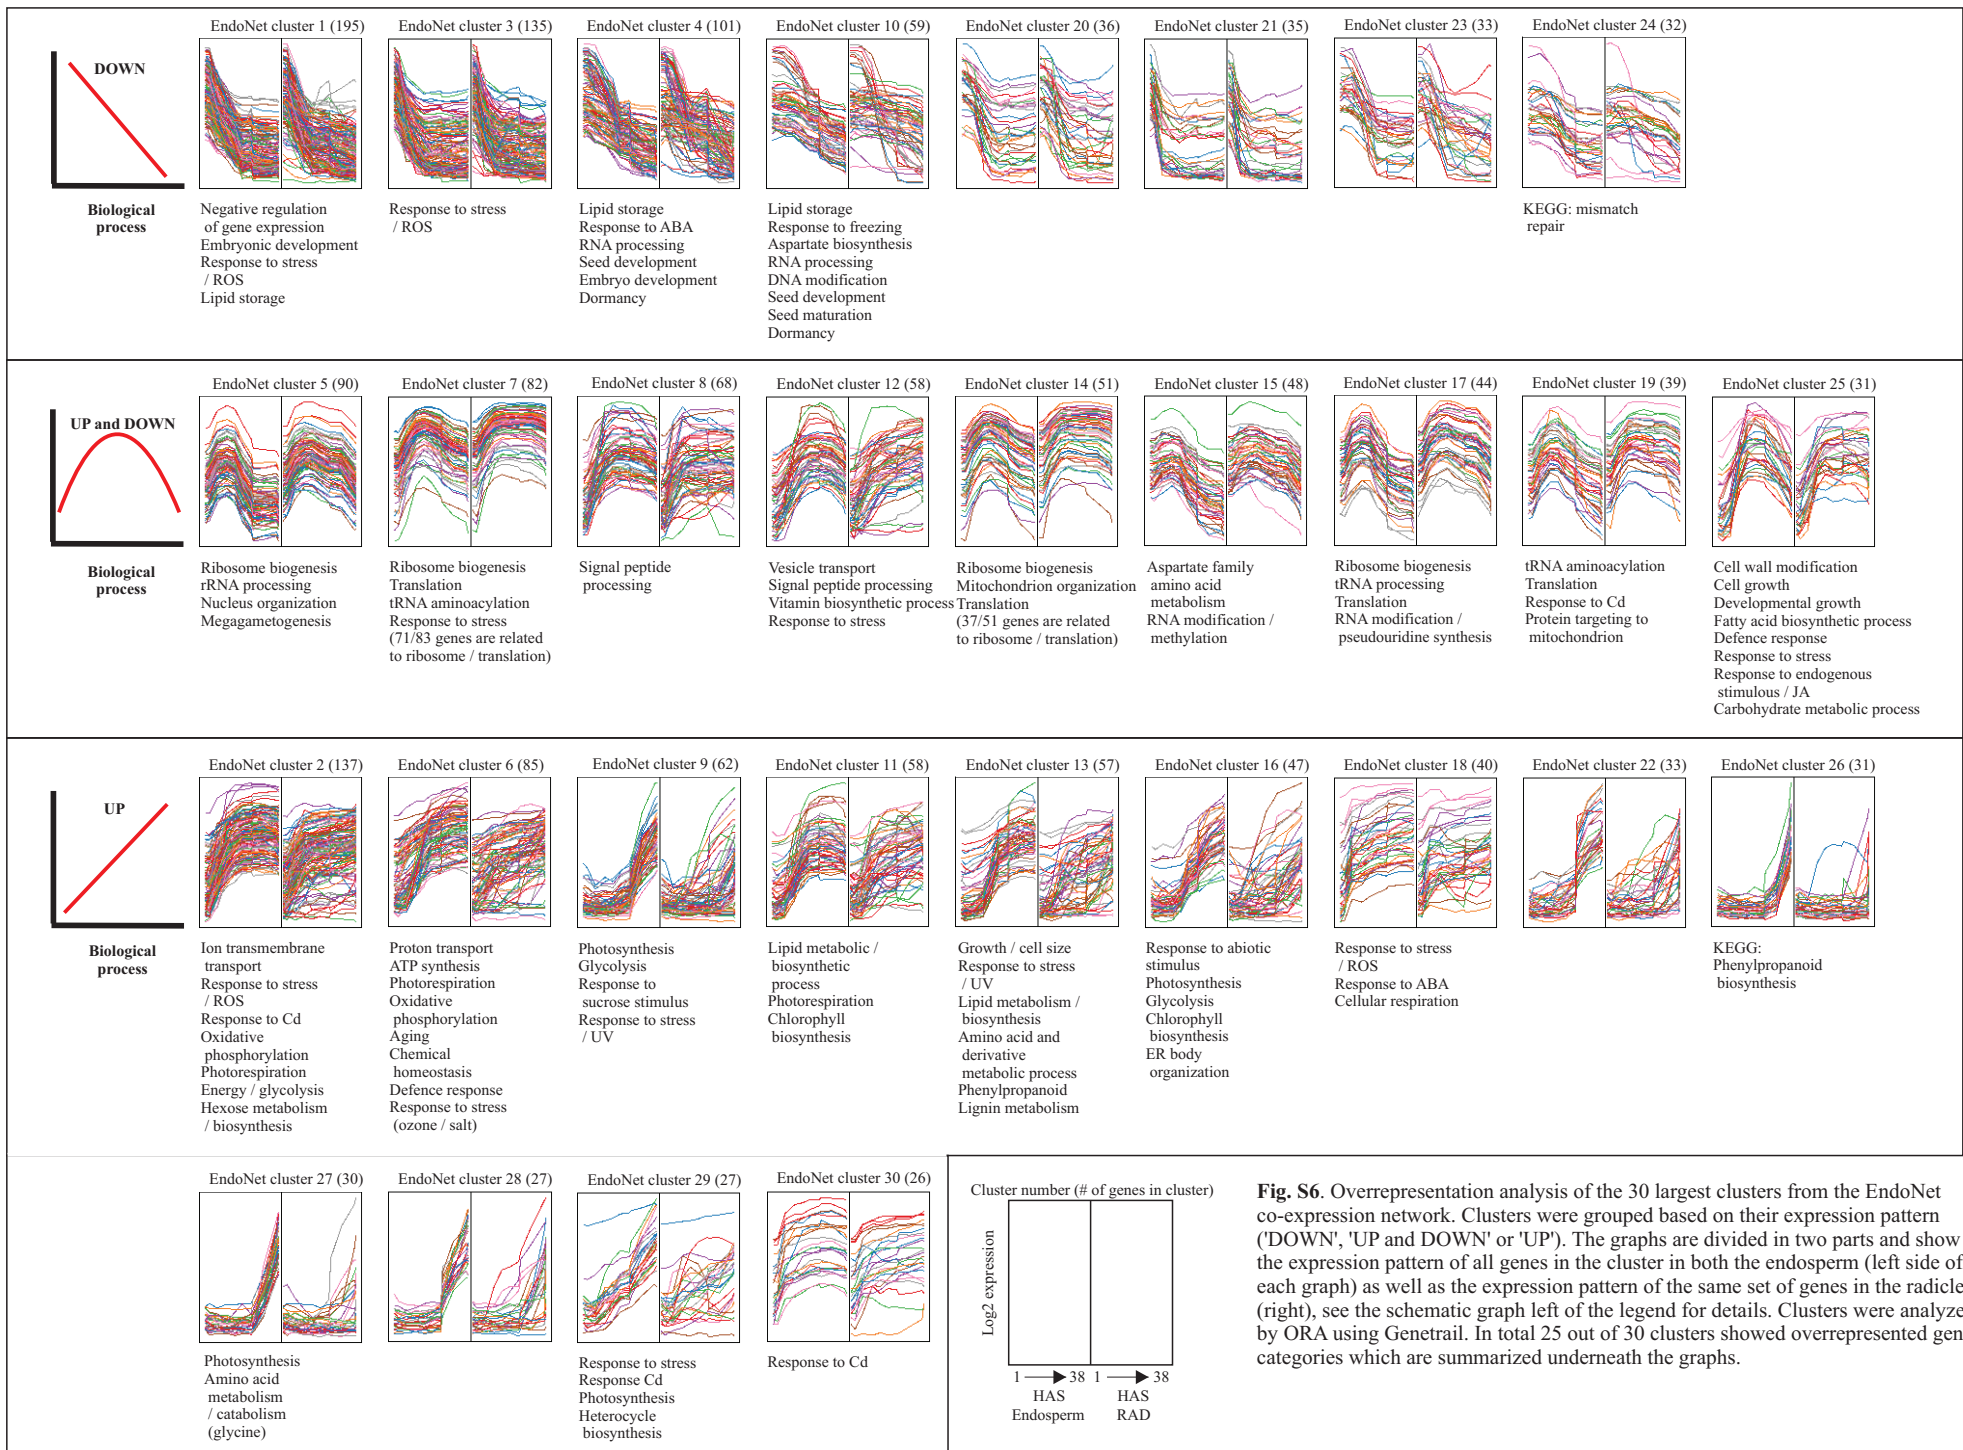 EndoNet cluster 1 (195)
EndoNet cluster 3 (135)
EndoNet cluster 4 (101)
EndoNet cluster 10 (59)
EndoNet cluster 20 (36)
EndoNet cluster 21 (35)
EndoNet cluster 23 (33)
EndoNet cluster 24 (32)
DOWN
Biological
process
Negative regulation
of gene expression
Embryonic development
Response to stress
/ ROS
Lipid storage
Response to stress
/ ROS
Lipid storage
Response to ABA
RNA processing
Seed development
Embryo development
Dormancy
Lipid storage
Response to freezing
Aspartate biosynthesis
RNA processing
DNA modification
Seed development
Seed maturation
Dormancy
KEGG: mismatch
repair
EndoNet cluster 5 (90)
EndoNet cluster 7 (82)
EndoNet cluster 8 (68)
EndoNet cluster 12 (58)
EndoNet cluster 14 (51)
EndoNet cluster 15 (48)
EndoNet cluster 17 (44)
EndoNet cluster 19 (39)
EndoNet cluster 25 (31)
UP and DOWN
Biological
process
Ribosome biogenesis
rRNA processing
Nucleus organization
Megagametogenesis
Ribosome biogenesis
Translation
tRNA aminoacylation
Response to stress
(71/83 genes are related
to ribosome / translation)
Signal peptide
processing
Vesicle transport
Signal peptide processing
Vitamin biosynthetic process
Response to stress
Ribosome biogenesis
Mitochondrion organization
Translation
(37/51 genes are related
to ribosome / translation)
Aspartate family
amino acid
metabolism
RNA modification /
methylation
Ribosome biogenesis
tRNA processing
Translation
RNA modification /
pseudouridine synthesis
tRNA aminoacylation
Translation
Response to Cd
Protein targeting to
mitochondrion
Cell wall modification
Cell growth
Developmental growth
Fatty acid biosynthetic process
Defence response
Response to stress
Response to endogenous
stimulous / JA
Carbohydrate metabolic process
EndoNet cluster 2 (137)
EndoNet cluster 6 (85)
EndoNet cluster 9 (62)
EndoNet cluster 11 (58)
EndoNet cluster 13 (57)
EndoNet cluster 16 (47)
EndoNet cluster 18 (40)
EndoNet cluster 22 (33)
EndoNet cluster 26 (31)
UP
Biological
process
Ion transmembrane
transport
Response to stress
/ ROS
Response to Cd
Oxidative
phosphorylation
Photorespiration
Energy / glycolysis
Hexose metabolism
/ biosynthesis
Proton transport
ATP synthesis
Photorespiration
Oxidative
phosphorylation
Aging
Chemical
homeostasis
Defence response
Response to stress
(ozone / salt)
Photosynthesis
Glycolysis
Response to
sucrose stimulus
Response to stress
/ UV
Lipid metabolic /
biosynthetic
process
Photorespiration
Chlorophyll
biosynthesis
Growth / cell size
Response to stress
/ UV
Lipid metabolism /
biosynthesis
Amino acid and
derivative
metabolic process
Phenylpropanoid
Lignin metabolism
Response to abiotic
stimulus
Photosynthesis
Glycolysis
Chlorophyll
biosynthesis
ER body
organization
Response to stress
/ ROS
Response to ABA
Cellular respiration
KEGG:
Phenylpropanoid
biosynthesis
EndoNet cluster 27 (30)
EndoNet cluster 28 (27)
EndoNet cluster 29 (27)
EndoNet cluster 30 (26)
Photosynthesis
Amino acid
metabolism
/ catabolism
(glycine)
Response to stress
Response Cd
Photosynthesis
Heterocycle
biosynthesis
Response to Cd
Cluster number (# of genes in cluster)
Log2 expression
1 38 1 38
HAS HAS
Endosperm RAD
Fig. S6. Overrepresentation analysis of the 30 largest clusters from the EndoNet
co-expression network. Clusters were grouped based on their expression pattern
('DOWN', 'UP and DOWN' or 'UP'). The graphs are divided in two parts and show
the expression pattern of all genes in the cluster in both the endosperm (left side of
each graph) as well as the expression pattern of the same set of genes in the radicle
(right), see the schematic graph left of the legend for details. Clusters were analyze
by ORA using Genetrail. In total 25 out of 30 clusters showed overrepresented gen
categories which are summarized underneath the graphs.